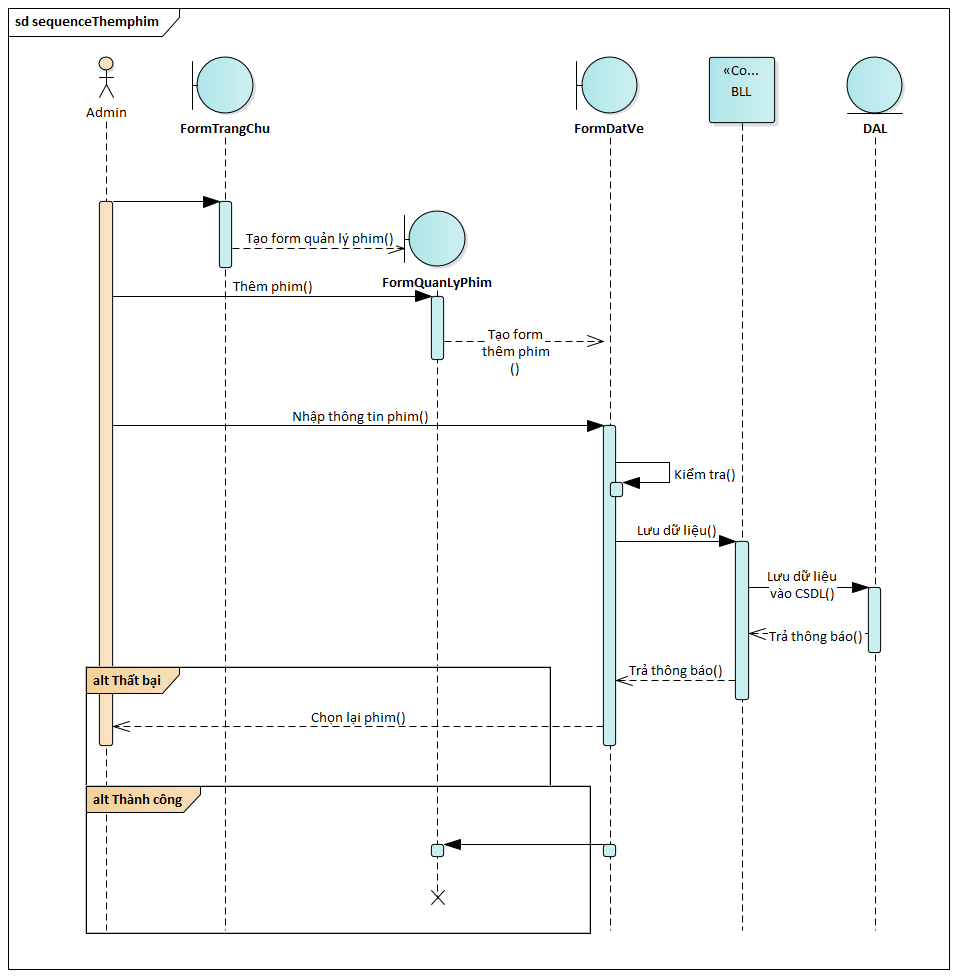 sd sequenceThemphim
Admin
FormTrangChu
FormDatVe
«Co...
BLL
DAL
Tạo form quản lý phim()
FormQuanLyPhim
Thêm phim()
Tạo form
thêm phim
()
Nhập thông tin phim()
Kiểm tra()
Lưu dữ liệu()
Lưu dữ liệu
vào CSDL()
Trả thông báo()
Trả thông báo()
alt Thất bại
Chọn lại phim()
alt Thành công